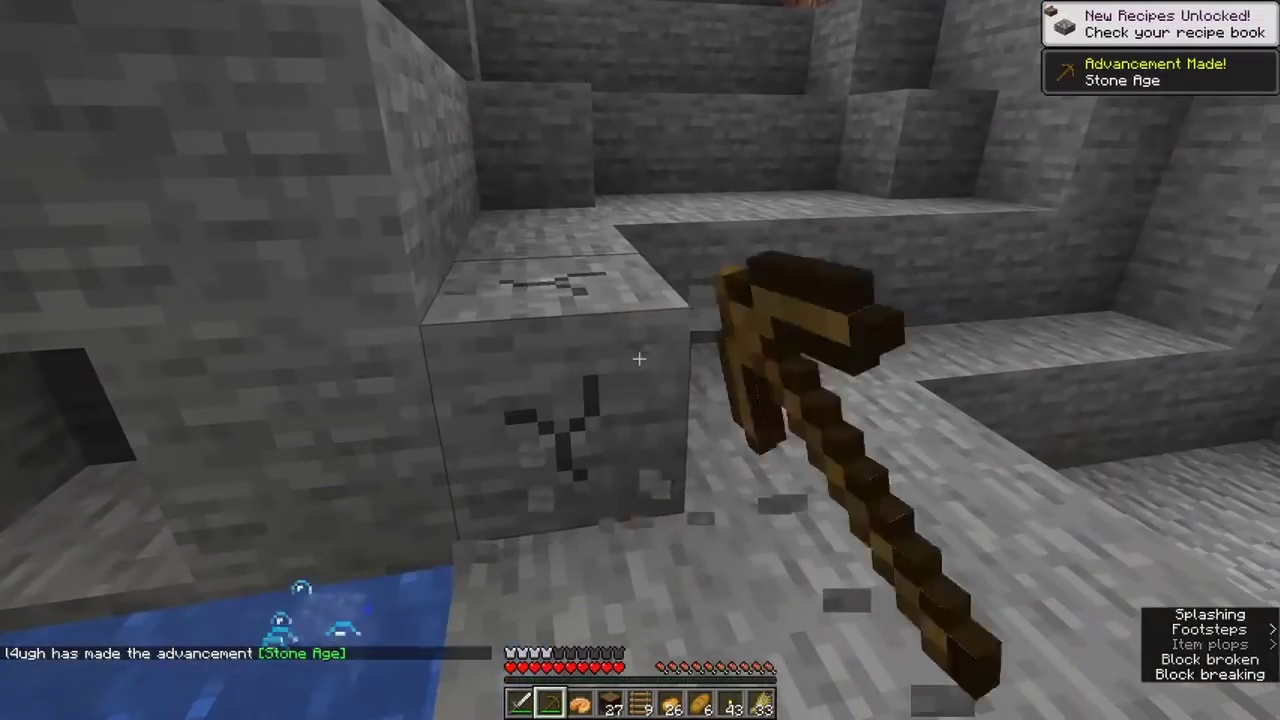 New Recipes Unlocked!
Check your recipe book
Advancement Made!
Stone Age
l4ugh has made the advancement [Stone Age]
Splashing
Footsteps >
Item plops >
Block broken
Block breaking
27 9 26 6 43 33